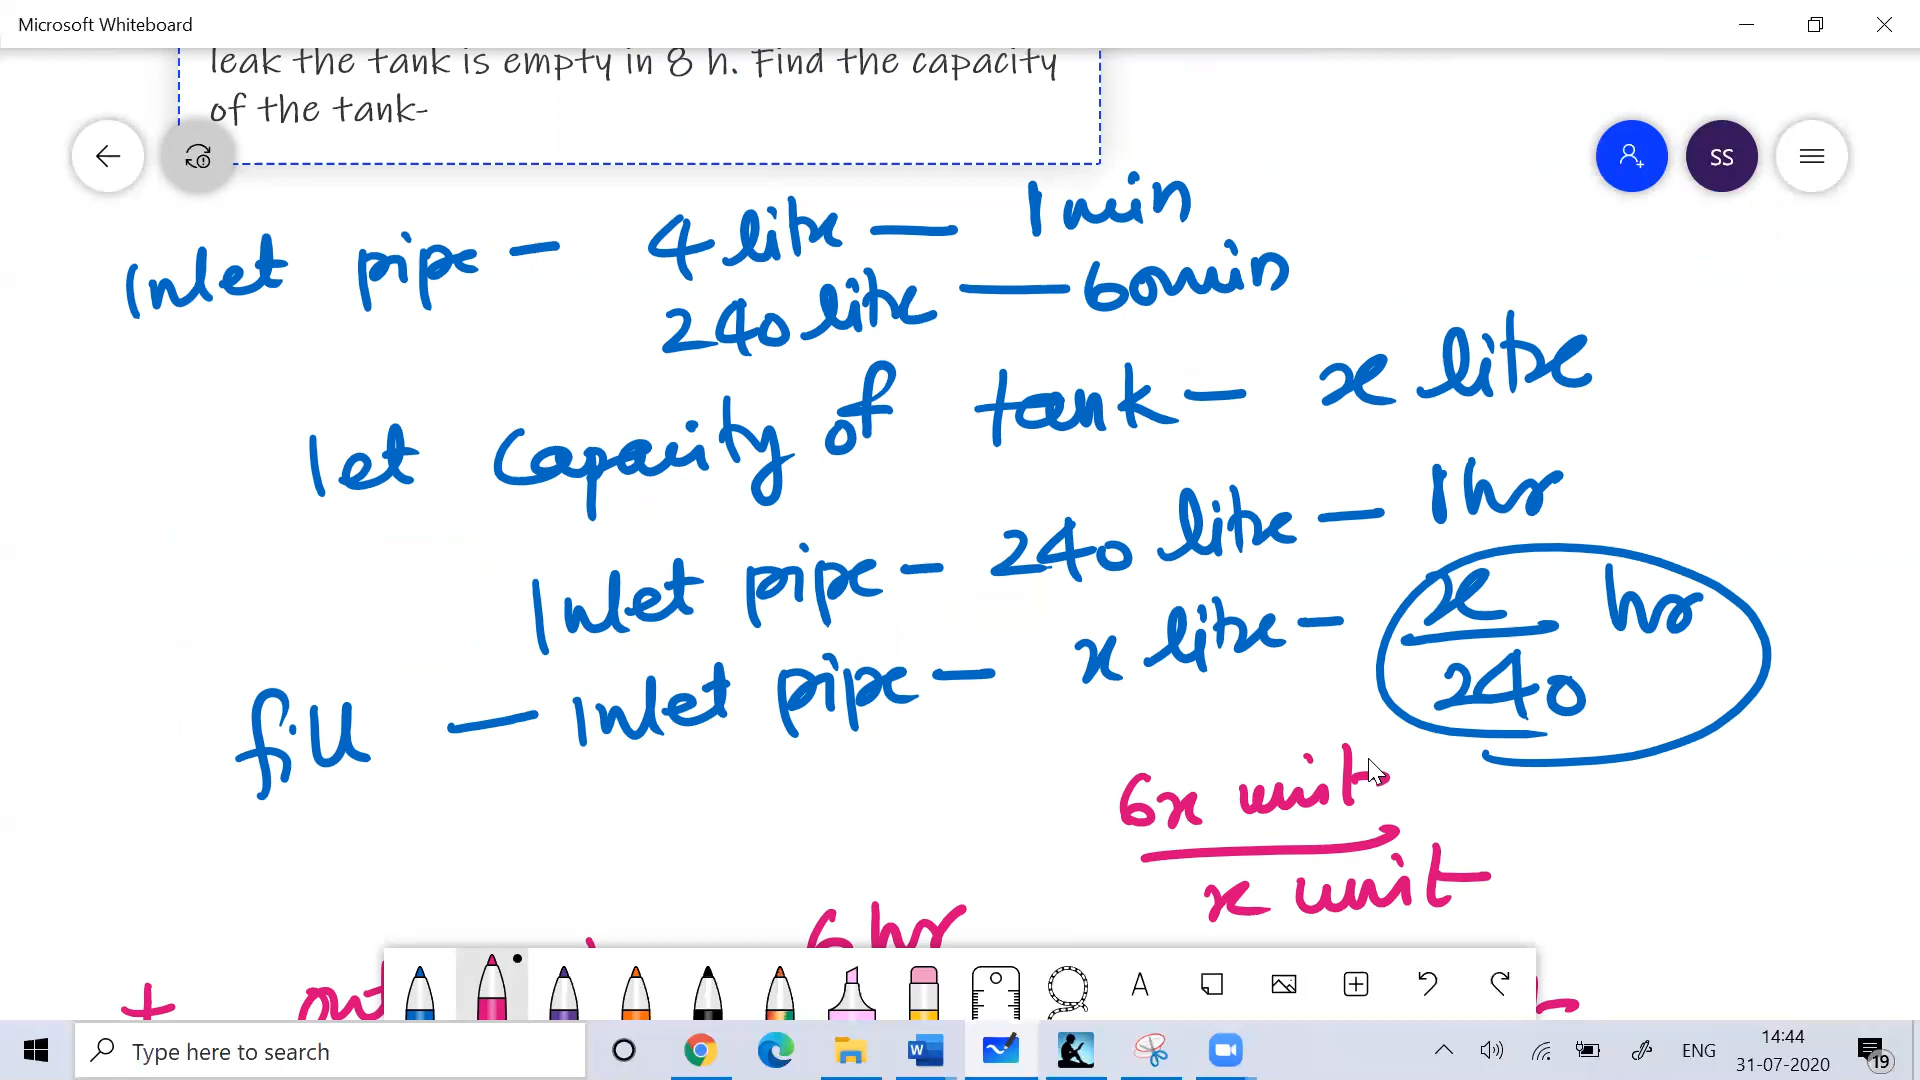 Microsoft Whiteboard
leak the tank is empty in 8 h. Find the capacity
of the tank-
SS
Inlet pipe - 4 litre — 1 min
240 litre — 60 min
let capacity of tank - x litre
Inlet pipe - 240 litre - 1 hr
fill - Inlet pipe - x litre - x/240 hr
6x unit
x unit
6 hr
out
A
Type here to search
W
ENG
14:44
31-07-2020
19